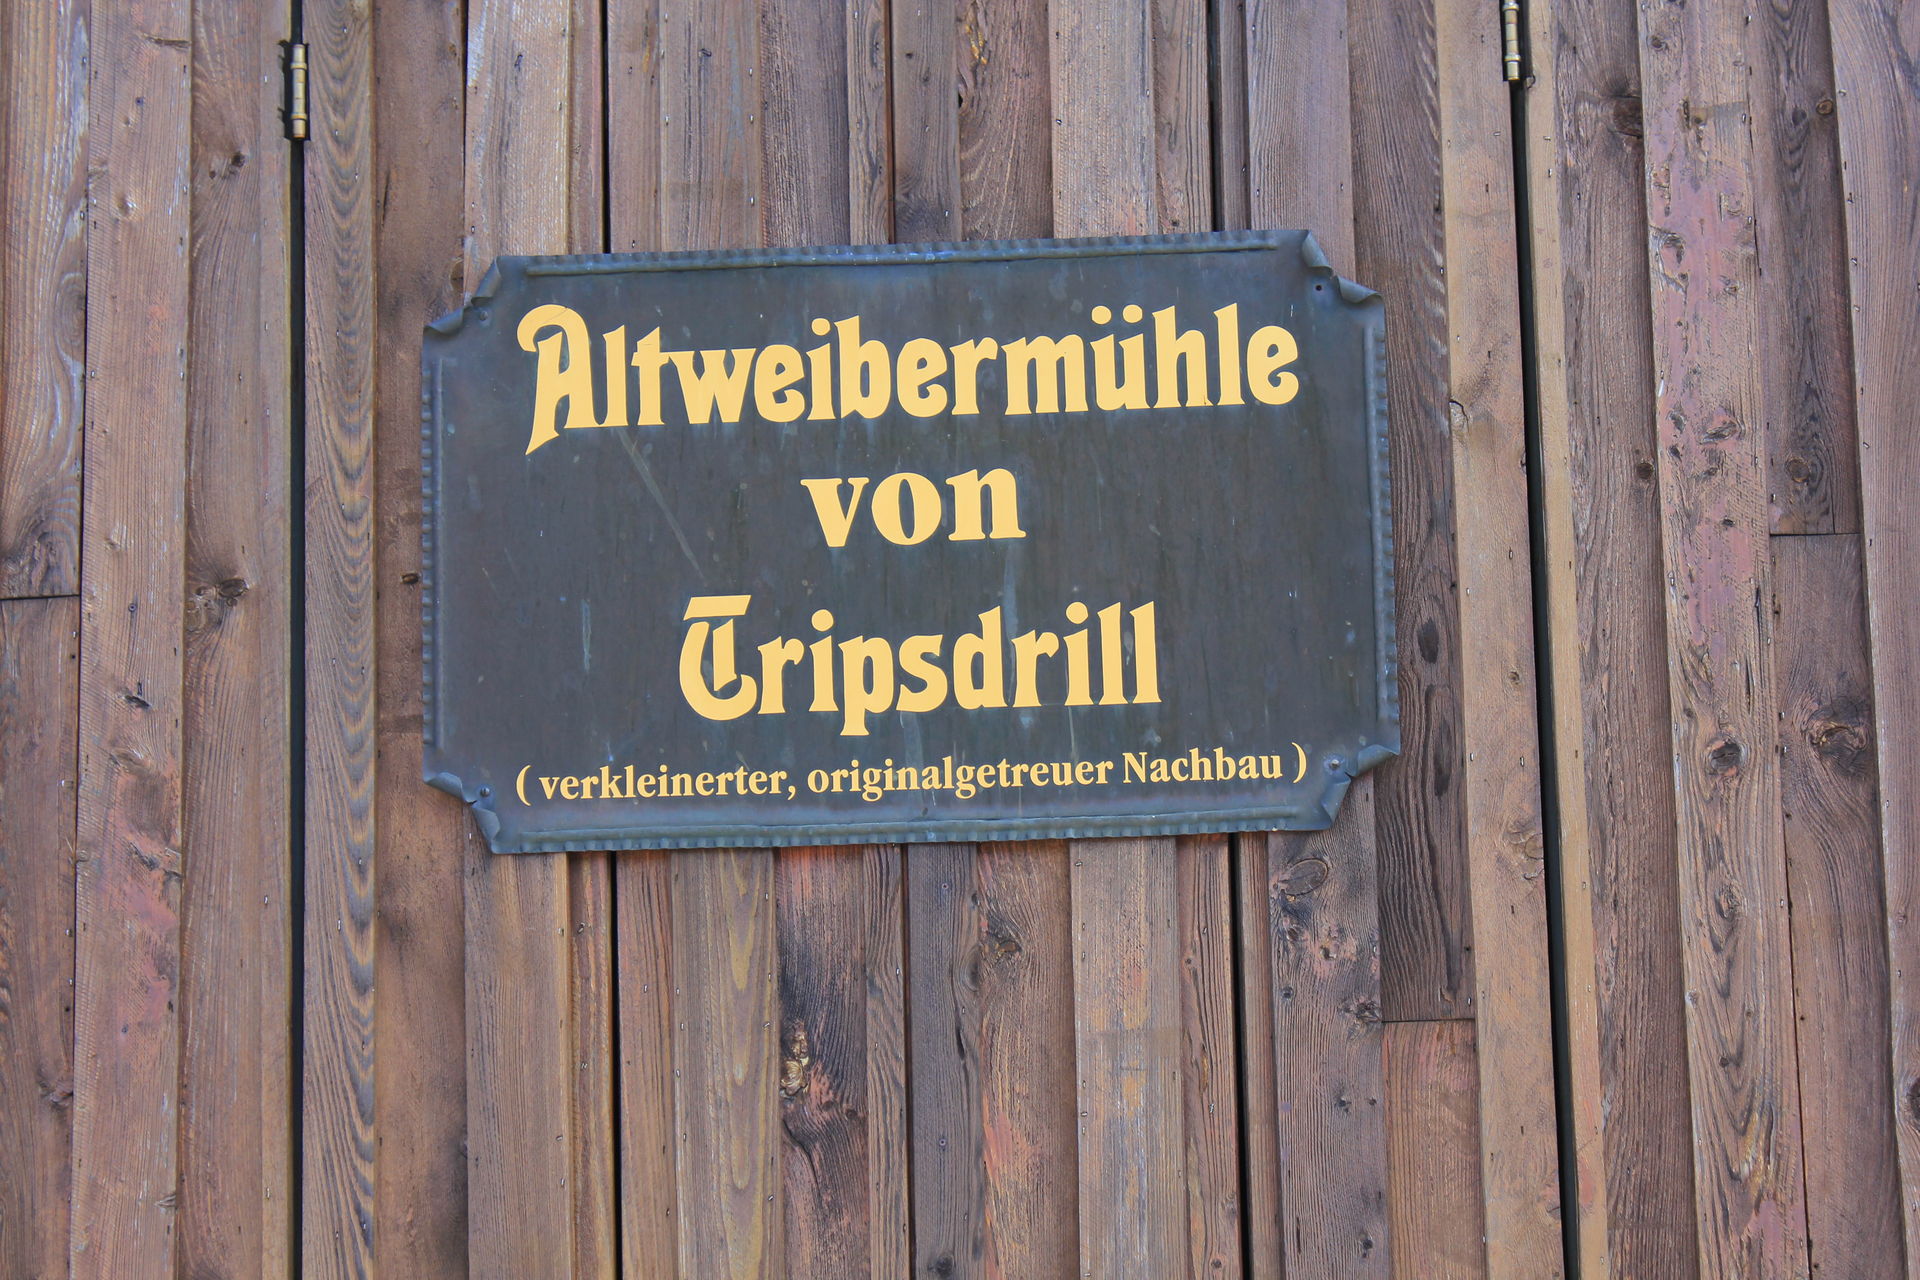 Altweibermühle
von
Tripsdrill
( verkleinerter, originalgetreuer Nachbau )